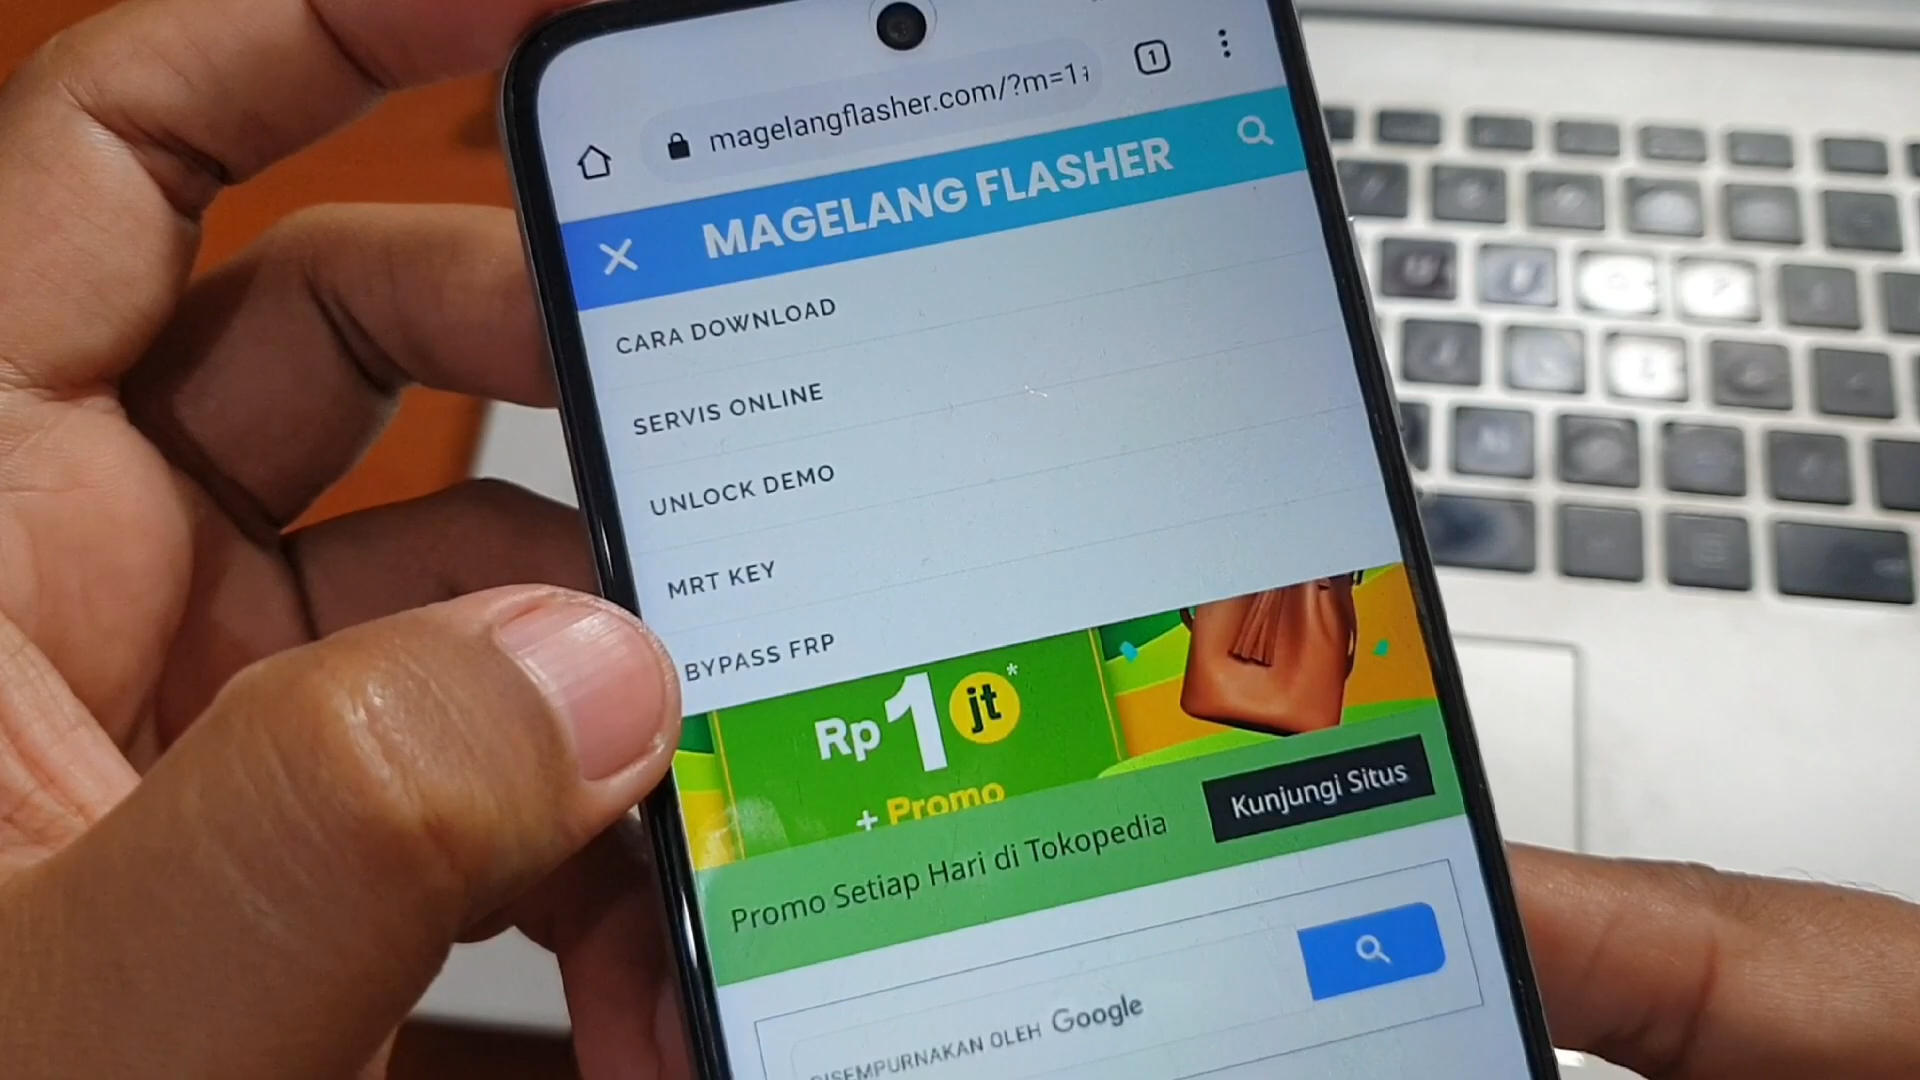 1
magelangflasher.com/?m=1
MAGELANG FLASHER
CARA DOWNLOAD
SERVIS ONLINE
UNLOCK DEMO
MRT KEY
BYPASS FRP
Rp1 jt*
+ Promo
Promo Setiap Hari di Tokopedia
Kunjungi Situs
DISEMPURNAKAN OLEH Google